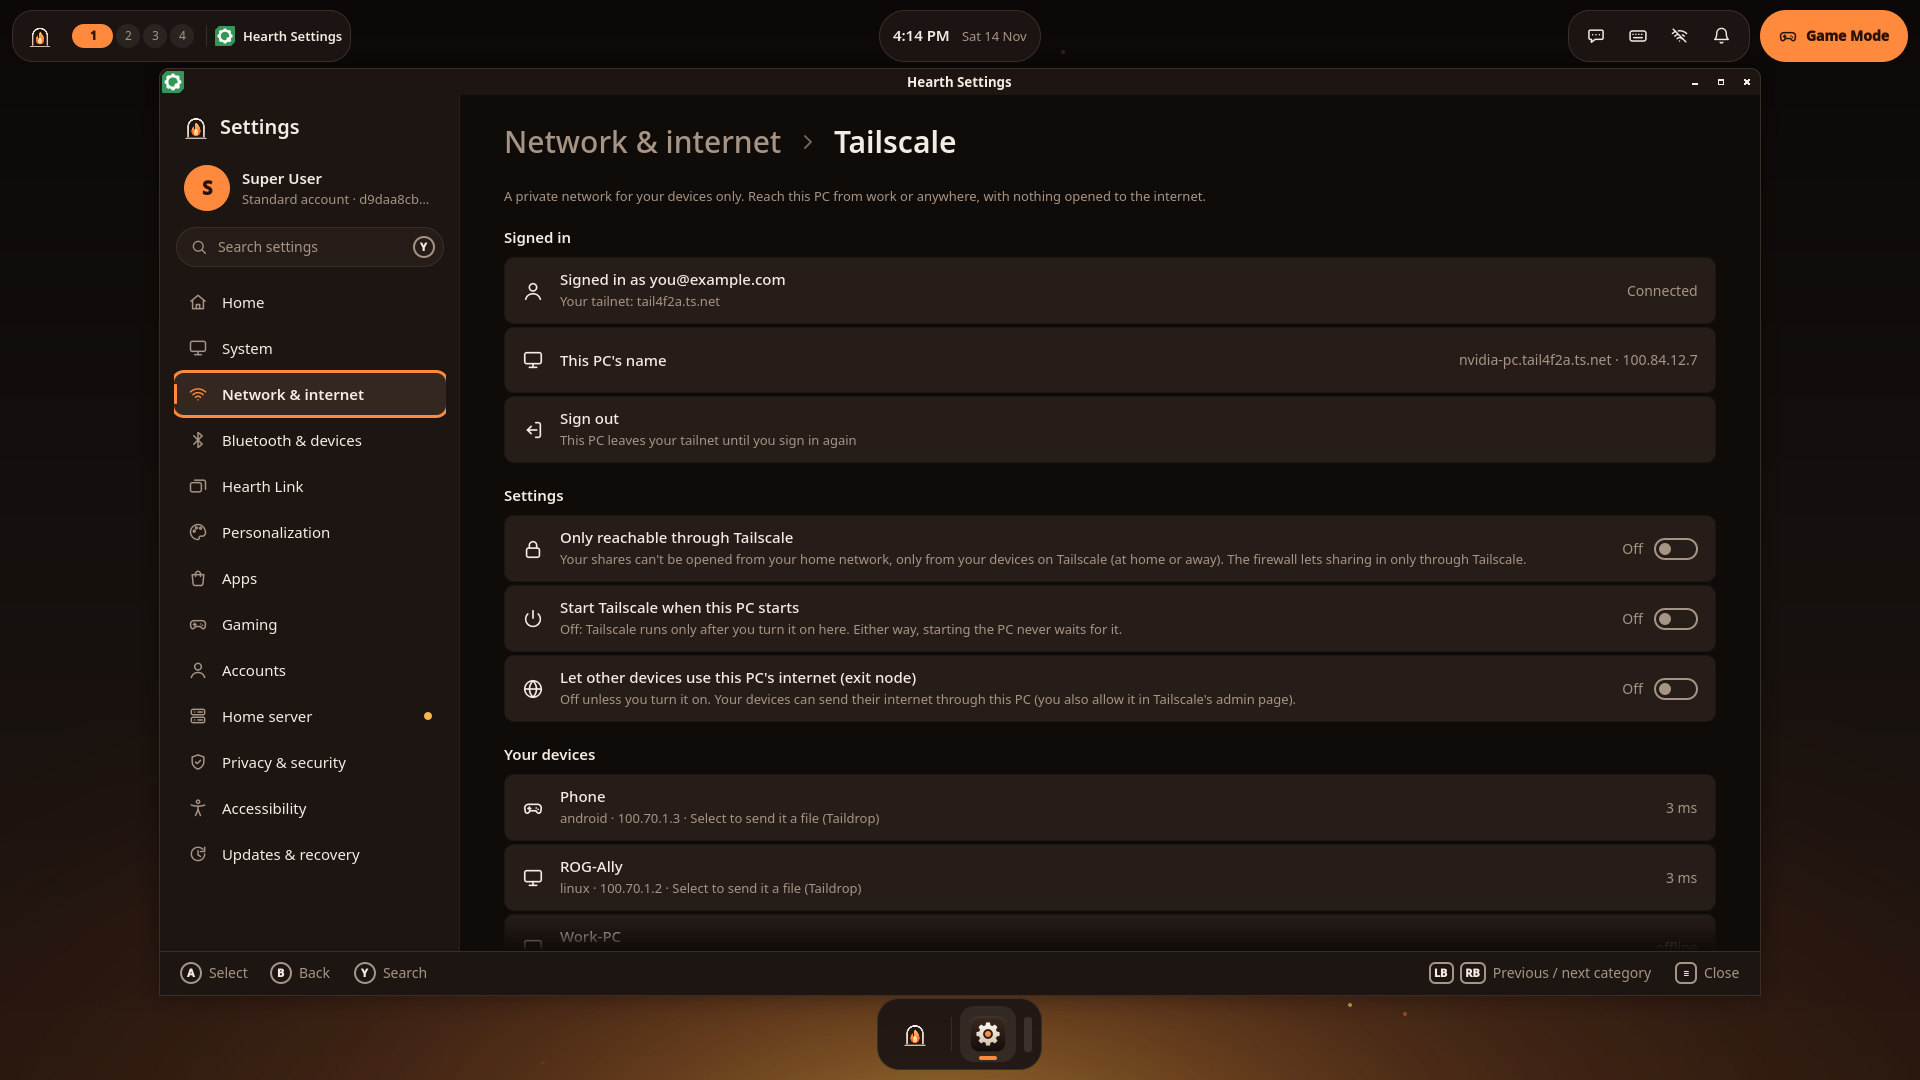 1 2 3 4 Hearth Settings
4:14 PM Sat 14 Nov
Game Mode
Hearth Settings
Settings
S
Super User
Standard account · d9daa8cb...
Search settings Y
Home
System
Network & internet
Bluetooth & devices
Hearth Link
Personalization
Apps
Gaming
Accounts
Home server
Privacy & security
Accessibility
Updates & recovery
Network & internet > Tailscale
A private network for your devices only. Reach this PC from work or anywhere, with nothing opened to the internet.
Signed in
Signed in as you@example.com
Your tailnet: tail4f2a.ts.net
Connected
This PC's name
nvidia-pc.tail4f2a.ts.net · 100.84.12.7
Sign out
This PC leaves your tailnet until you sign in again
Settings
Only reachable through Tailscale
Your shares can't be opened from your home network, only from your devices on Tailscale (at home or away). The firewall lets sharing in only through Tailscale.
Off
Start Tailscale when this PC starts
Off: Tailscale runs only after you turn it on here. Either way, starting the PC never waits for it.
Off
Let other devices use this PC's internet (exit node)
Off unless you turn it on. Your devices can send their internet through this PC (you also allow it in Tailscale's admin page).
Off
Your devices
Phone
android · 100.70.1.3 · Select to send it a file (Taildrop)
3 ms
ROG-Ally
linux · 100.70.1.2 · Select to send it a file (Taildrop)
3 ms
Work-PC
offline
A Select B Back Y Search
LB RB Previous / next category ≡ Close